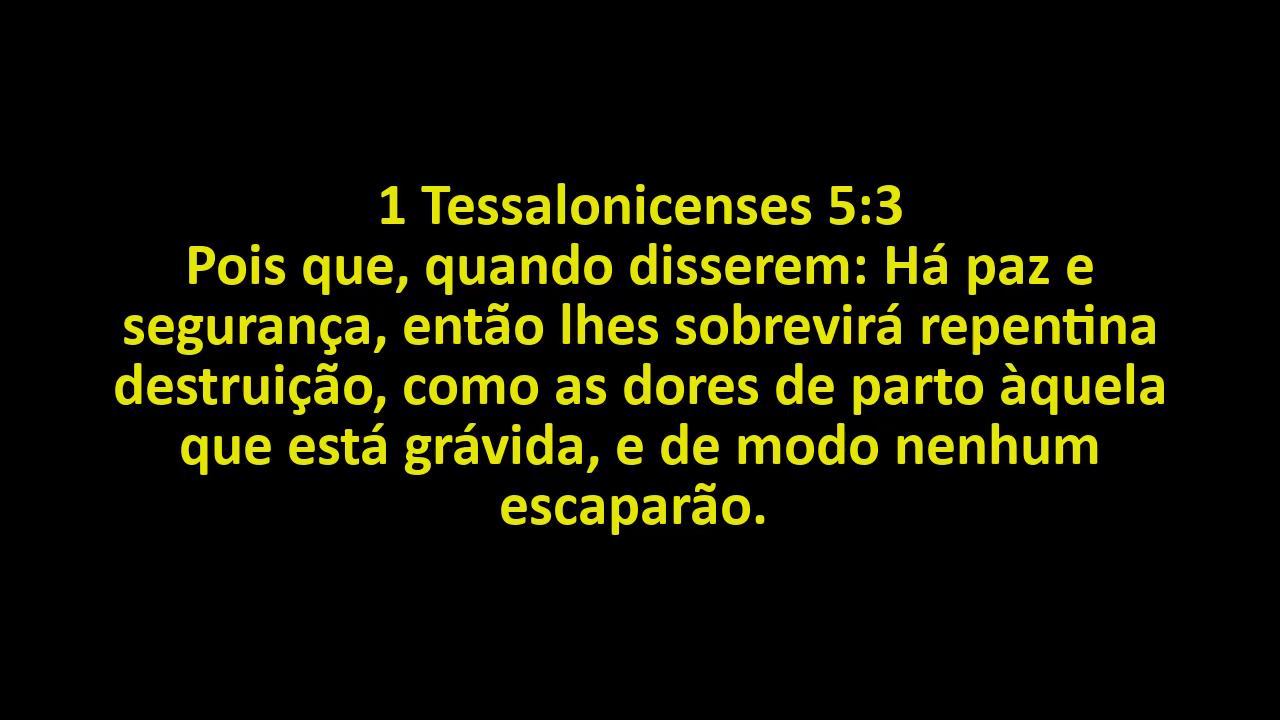 1 Tessalonicenses 5:3
Pois que, quando disserem: Há paz e
segurança, então lhes sobrevirá repentina
destruição, como as dores de parto àquela
que está grávida, e de modo nenhum
escaparão.